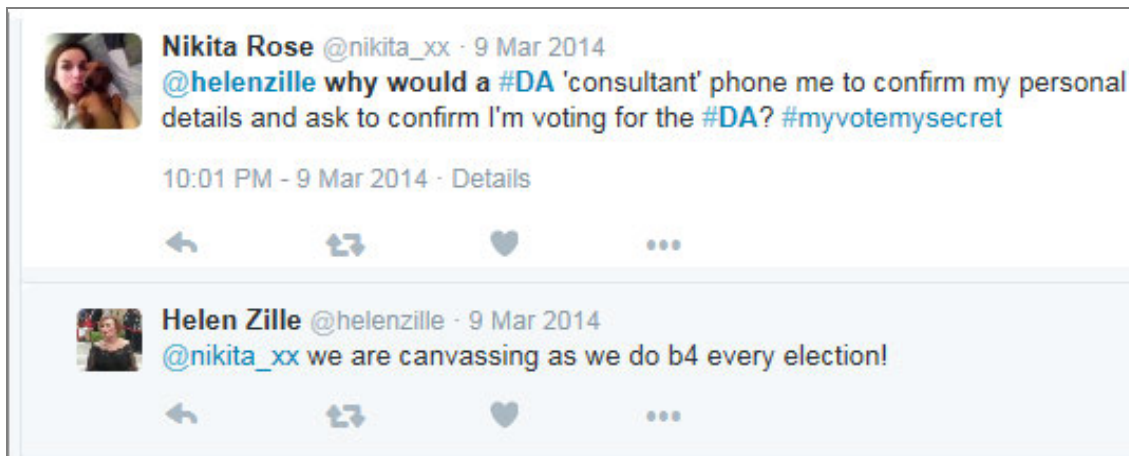 Nikita Rose @nikita_xx · 9 Mar 2014
@helenzille why would a #DA 'consultant' phone me to confirm my personal
details and ask to confirm I'm voting for the #DA? #myvotemysecret
10:01 PM - 9 Mar 2014 · Details
Helen Zille @helenzille · 9 Mar 2014
@nikita_xx we are canvassing as we do b4 every election!